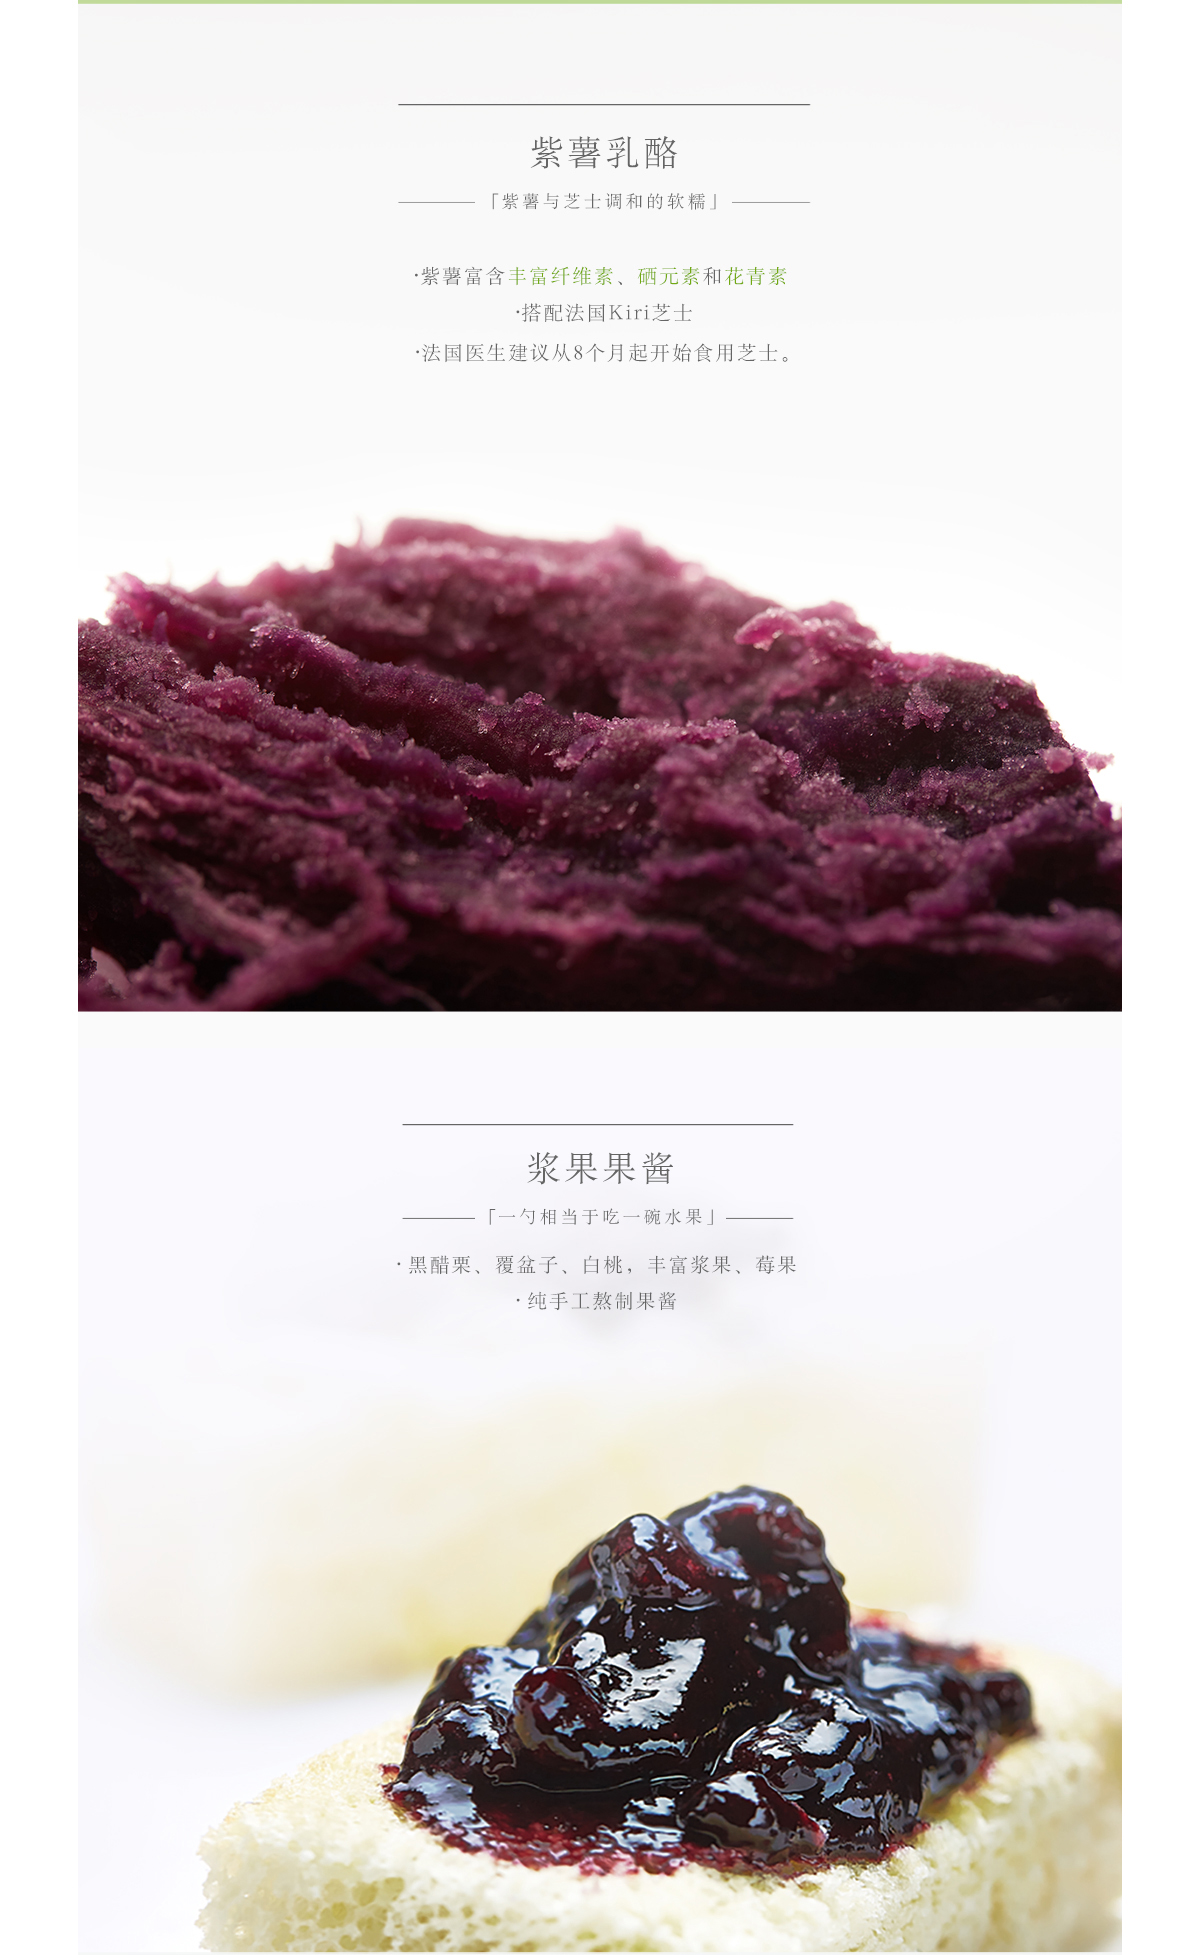 紫薯乳酪
「紫薯与芝士调和的软糯」
·紫薯富含丰富纤维素、硒元素和花青素
·搭配法国Kiri芝士
·法国医生建议从8个月起开始食用芝士。
浆果果酱
「一勺相当于吃一碗水果」
· 黑醋栗、覆盆子、白桃，丰富浆果、莓果
· 纯手工熬制果酱